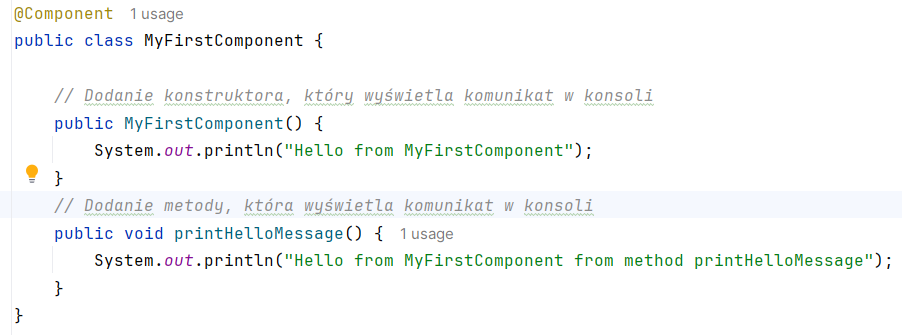 @Component 1 usage
public class MyFirstComponent {
// Dodanie konstruktora, który wyświetla komunikat w konsoli
public MyFirstComponent() {
System.out.println("Hello from MyFirstComponent");
}
// Dodanie metody, która wyświetla komunikat w konsoli
public void printHelloMessage() { 1 usage
System.out.println("Hello from MyFirstComponent from method printHelloMessage");
}
}